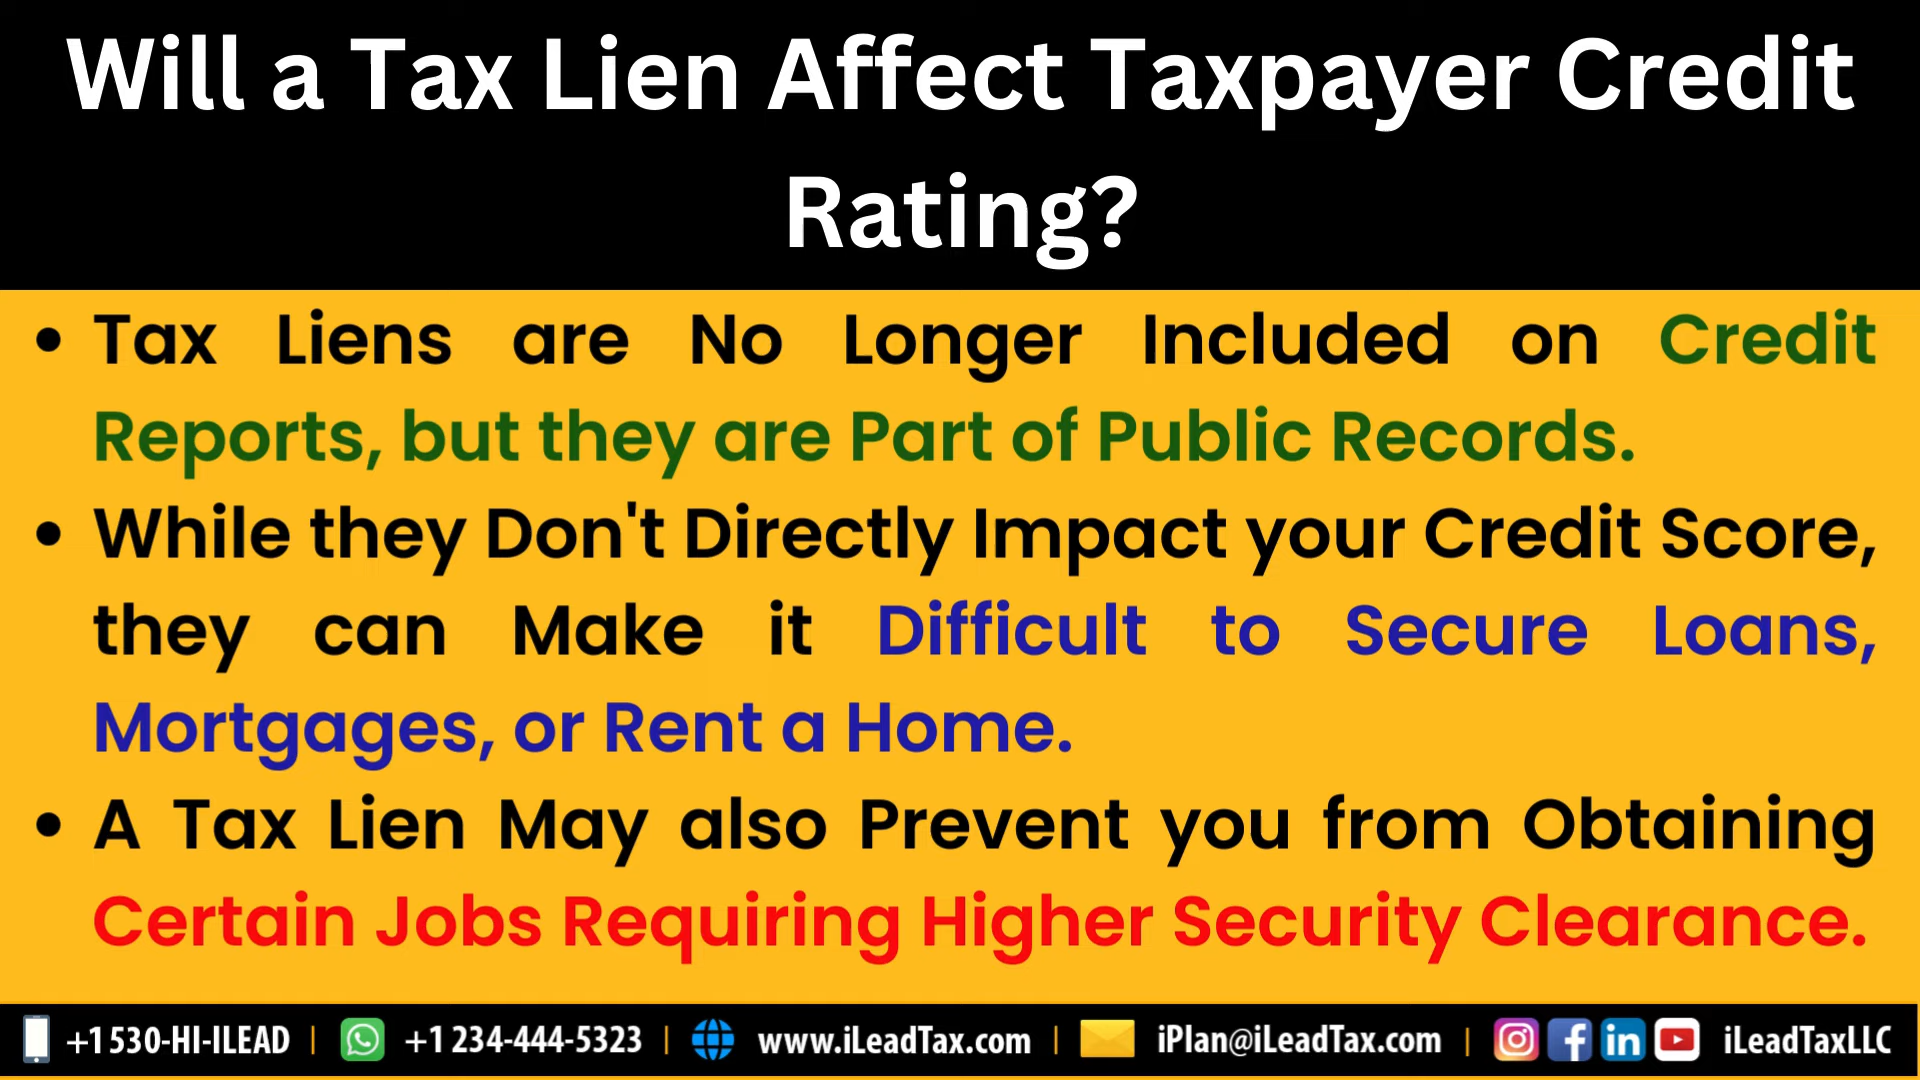 Will a Tax Lien Affect Taxpayer Credit
Rating?
• Tax Liens are No Longer Included on Credit
Reports, but they are Part of Public Records.
• While they Don't Directly Impact your Credit Score,
they can Make it Difficult to Secure Loans,
Mortgages, or Rent a Home.
• A Tax Lien May also Prevent you from Obtaining
Certain Jobs Requiring Higher Security Clearance.
+1 530-HI-ILEAD | +1 234-444-5323 | www.iLeadTax.com | iPlan@iLeadTax.com | iLeadTaxLLC